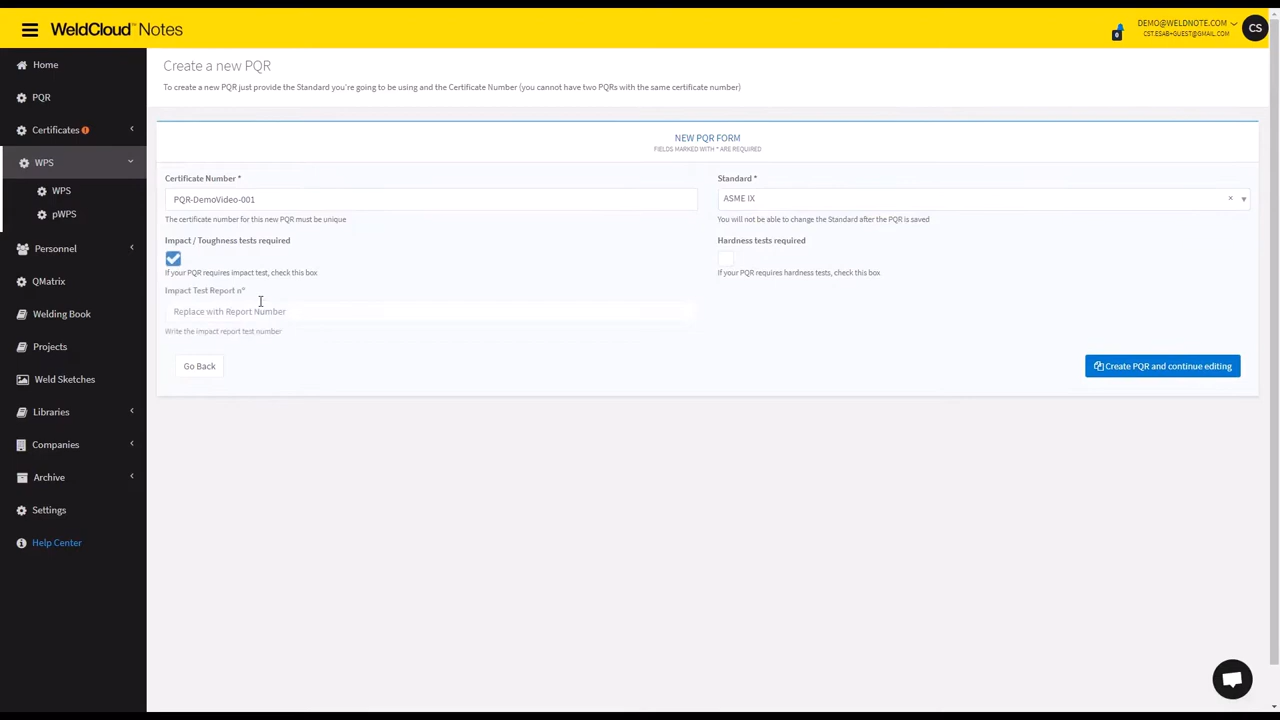 WeldCloud Notes
0
DEMO@WELDNOTE.COM
CST.ESAB+GUEST@GMAIL.COM
CS
Home
PQR
Certificates
WPS
WPS
pWPS
Personnel
QMatrix
Welding Book
Projects
Weld Sketches
Libraries
Companies
Archive
Settings
Help Center
Create a new PQR
To create a new PQR just provide the Standard you're going to be using and the Certificate Number (you cannot have two PQRs with the same certificate number)
NEW PQR FORM
FIELDS MARKED WITH * ARE REQUIRED
Certificate Number *
PQR-DemoVideo-001
The certificate number for this new PQR must be unique
Standard *
ASME IX
You will not be able to change the Standard after the PQR is saved
Impact / Toughness tests required
If your PQR requires impact test, check this box
Hardness tests required
If your PQR requires hardness tests, check this box
Impact Test Report nº
Replace with Report Number
Write the impact report test number
Go Back
Create PQR and continue editing